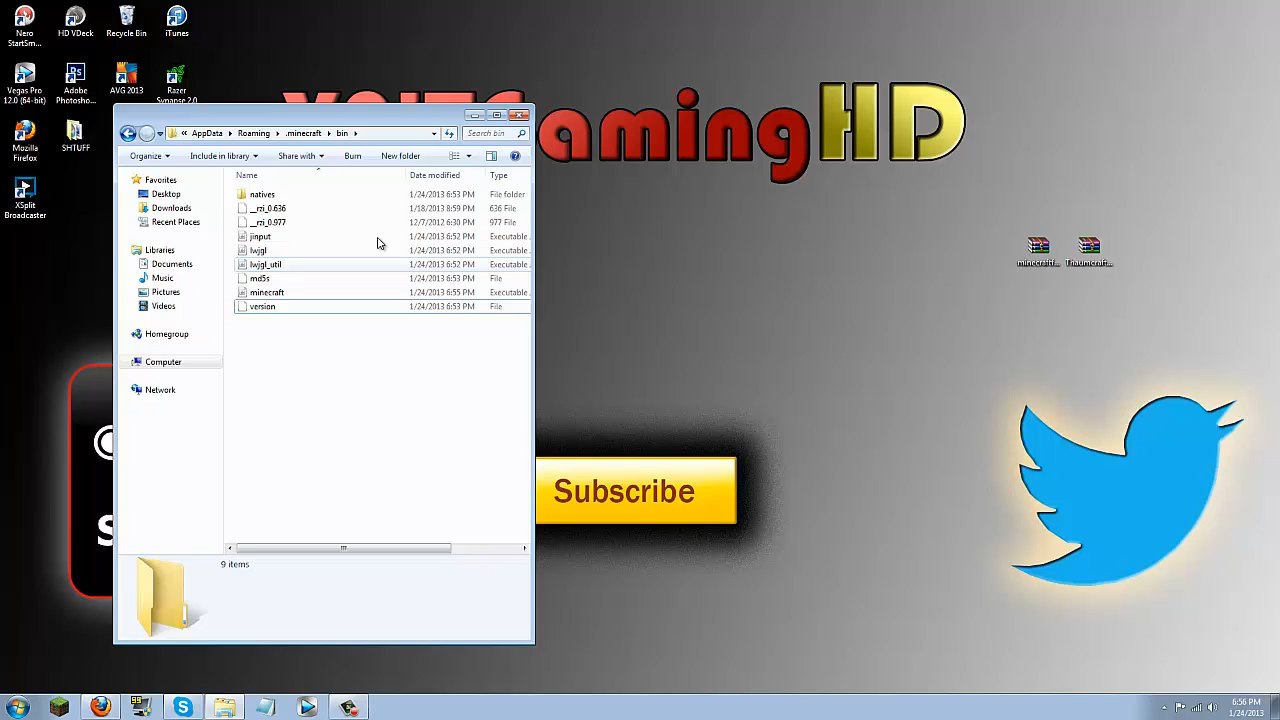 Nero
StartSm...
HD VDeck
Recycle Bin
iTunes
Vegas Pro
12.0 (64-bit)
Adobe
Photosho...
AVG 2013
Razer
Synapse 2.0
Mozilla
Firefox
SHTUFF
XSplit
Broadcaster
GamingHD
« AppData Roaming .minecraft bin
Search bin
Organize Include in library Share with Burn New folder
Name Date modified Type
Favorites
Desktop
Downloads
Recent Places
Libraries
Documents
Music
Pictures
Videos
Homegroup
Computer
Network
natives 1/24/2013 6:53 PM File folder
__rzi_0.636 1/18/2013 8:59 PM 636 File
__rzi_0.977 12/7/2012 6:30 PM 977 File
jinput 1/24/2013 6:52 PM Executable
lwjgl 1/24/2013 6:52 PM Executable
lwjgl_util 1/24/2013 6:52 PM Executable
md5s 1/24/2013 6:53 PM File
minecraft 1/24/2013 6:55 PM Executable
version 1/24/2013 6:53 PM File
9 items
minecraft...
Thaumcraft...
Subscribe
6:56 PM
1/24/2013